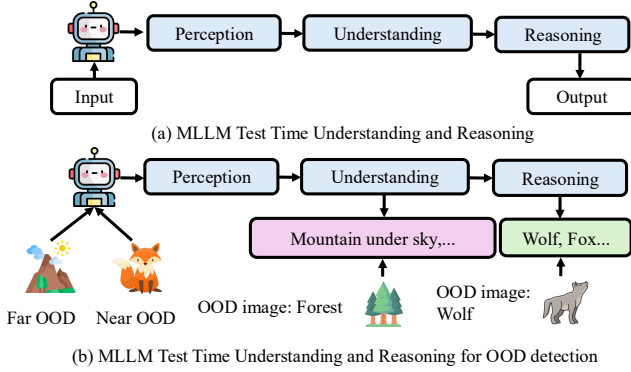 Perception
Understanding
Reasoning
Input
Output
(a) MLLM Test Time Understanding and Reasoning
Perception
Understanding
Reasoning
Mountain under sky,...
Wolf, Fox...
Far OOD
Near OOD
OOD image: Forest
OOD image:
Wolf
(b) MLLM Test Time Understanding and Reasoning for OOD detection